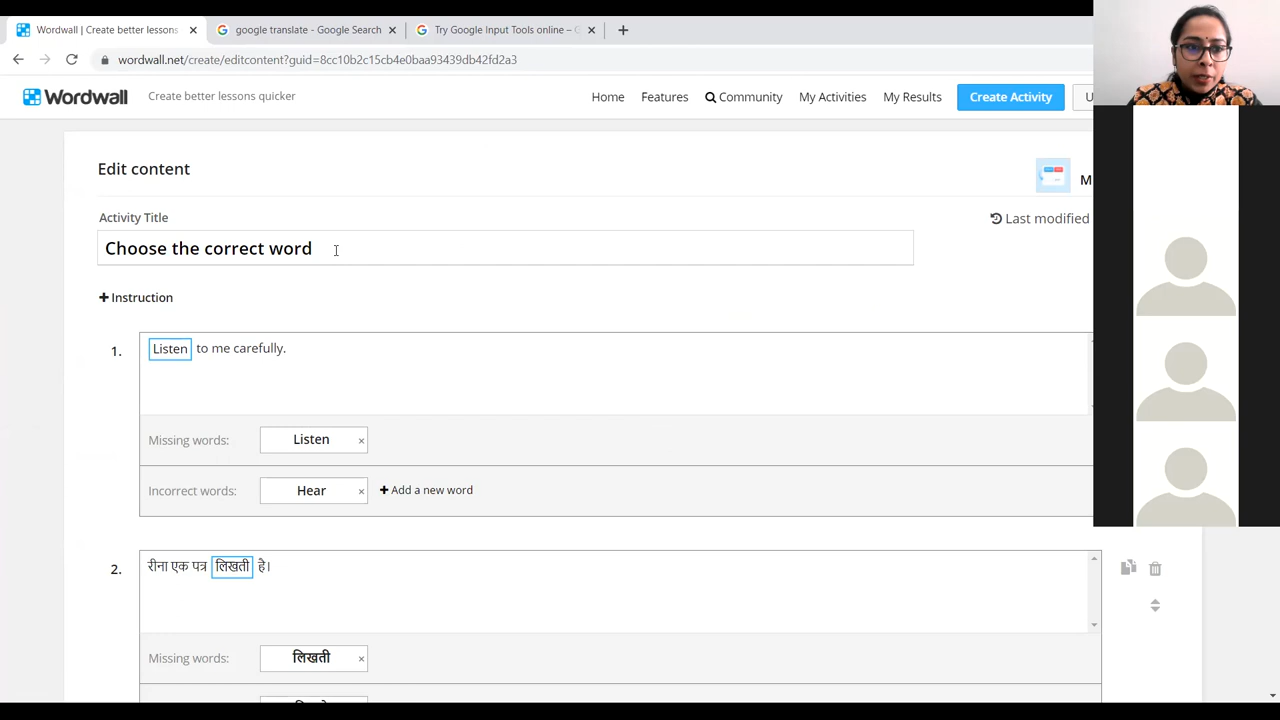 Wordwall | Create better lessons
google translate - Google Search
Try Google Input Tools online –
wordwall.net/create/editcontent?guid=8cc10b2c15cb4e0baa93439db42fd2a3
Wordwall
Create better lessons quicker
Home
Features
Community
My Activities
My Results
Create Activity
U
Edit content
M
Activity Title
Last modified
Choose the correct word
Instruction
1.
Listen to me carefully.
Missing words:
Listen
Incorrect words:
Hear
Add a new word
2.
रीना एक पत्र लिखती है।
Missing words:
लिखती